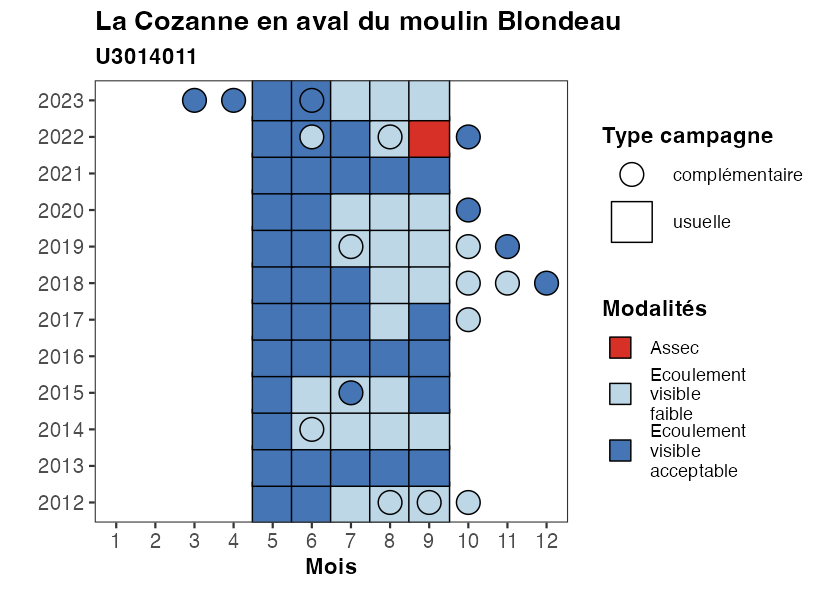 La Cozanne en aval du moulin Blondeau
U3014011
2023
2022
2021
2020
2019
2018
2017
2016
2015
2014
2013
2012
1 2 3 4 5 6 7 8 9 10 11 12
Mois
Type campagne
complémentaire
usuelle
Modalités
Assec
Ecoulement
visible
faible
Ecoulement
visible
acceptable